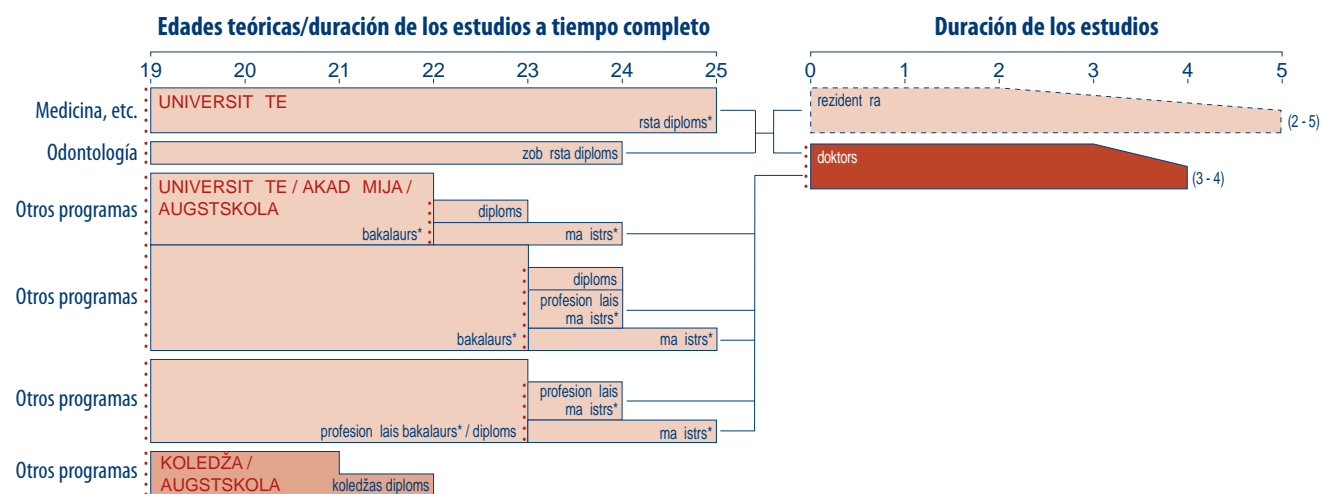 Edades teóricas/duración de los estudios a tiempo completo
Duración de los estudios
19 20 21 22 23 24 25
0 1 2 3 4 5
Medicina, etc.
UNIVERSIT TE
rsta diploms*
rezident ra
(2 - 5)
Odontología
zob rsta diploms
doktors
(3 - 4)
Otros programas
UNIVERSIT TE / AKAD MIJA /
AUGSTSKOLA
bakalaurs*
diploms
ma istrs*
Otros programas
bakalaurs*
diploms
profesion lais
ma istrs*
ma istrs*
Otros programas
profesion lais bakalaurs* / diploms
profesion lais
ma istrs*
ma istrs*
Otros programas
KOLEDŽA /
AUGSTSKOLA
koledžas diploms